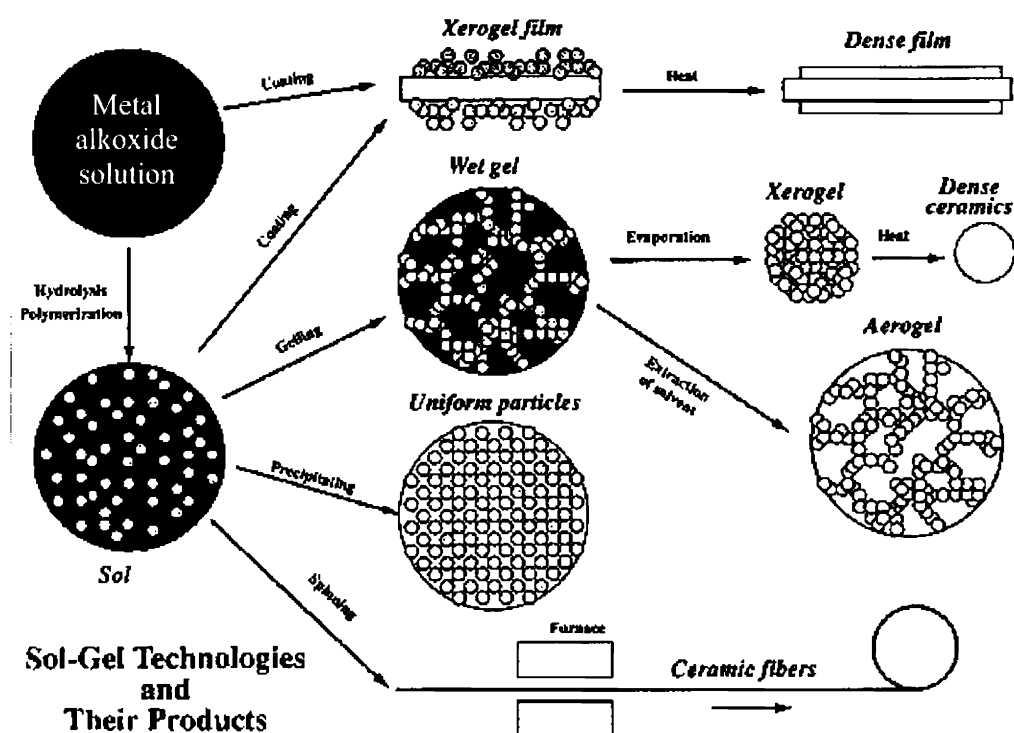 Xerogel film
Dense film
Coating
Heat
Metal
alkoxide
solution
Wet gel
Xerogel
Dense
ceramics
Coating
Evaporation
Heat
Hydrolysis
Polymerization
Gelling
Aerogel
Extraction
of solvent
Uniform particles
Precipitating
Sol
Spinning
Furnace
Ceramic fibers
Sol-Gel Technologies
and
Their Products